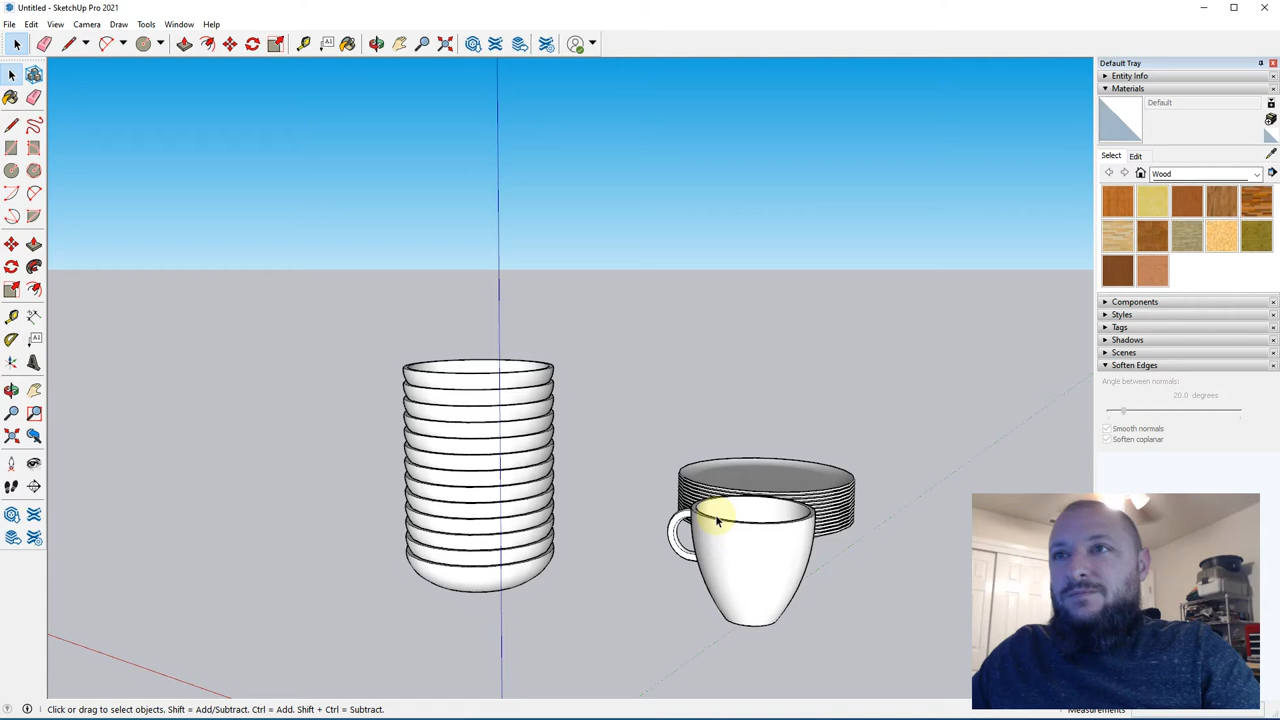 Untitled - SketchUp Pro 2021
File Edit View Camera Draw Tools Window Help
Default Tray
Entity Info
Materials
Default
Select Edit
Wood
Components
Styles
Tags
Shadows
Scenes
Soften Edges
Angle between normals:
20.0 degrees
Smooth normals
Soften coplanar
Click or drag to select objects. Shift = Add/Subtract. Ctrl = Add. Shift + Ctrl = Subtract.
Measurements